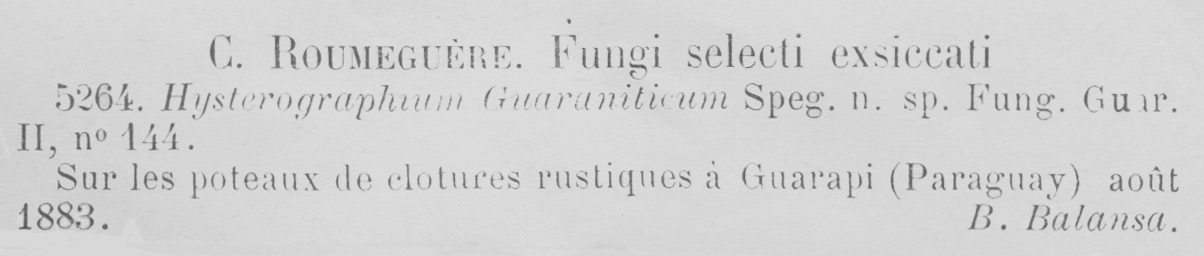 C. ROUMEGUÈRE. Fungi selecti exsiccati
5264. Hysterographium Guaraniticum Speg. n. sp. Fung. Guar.
II, nº 144.
Sur les poteaux de clotures rustiques à Guarapi (Paraguay) août
1883. B. Balansa.